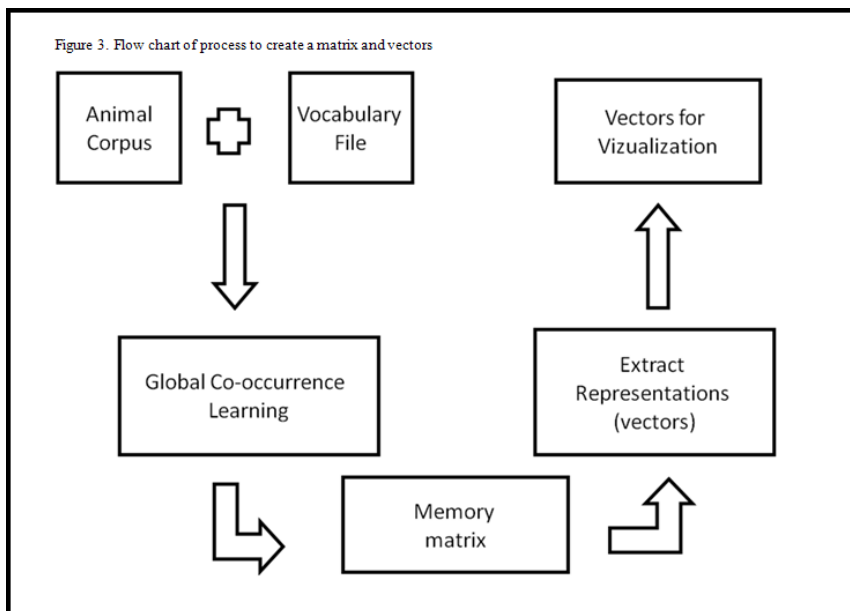 Figure 3. Flow chart of process to create a matrix and vectors
Animal
Corpus
Vocabulary
File
Vectors for
Vizualization
Global Co-occurrence
Learning
Extract
Representations
(vectors)
Memory
matrix